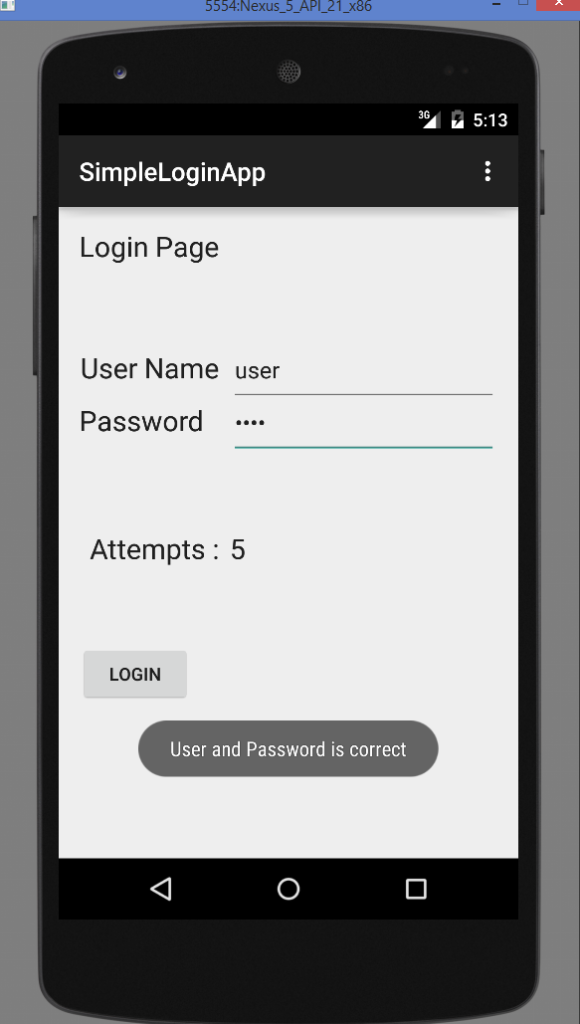 5554:Nexus_5_API_21_x86
3G 5:13
SimpleLoginApp
Login Page
User Name user
Password ••••
Attempts : 5
LOGIN
User and Password is correct